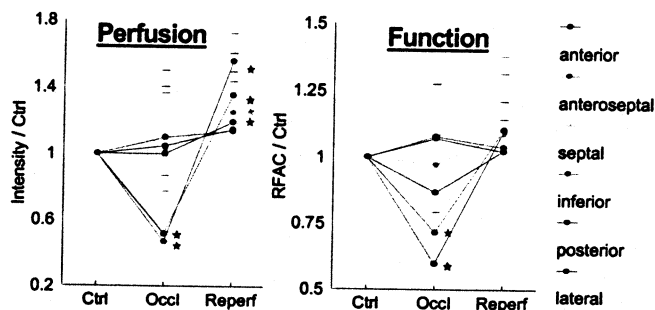 Perfusion
Intensity / Ctrl
1.8
1.4
1
0.6
0.2
Ctrl
Occl
Reperf
Function
RFAC / Ctrl
1.5
1.25
1
0.75
0.5
Ctrl
Occl
Reperf
anterior
anteroseptal
septal
inferior
posterior
lateral